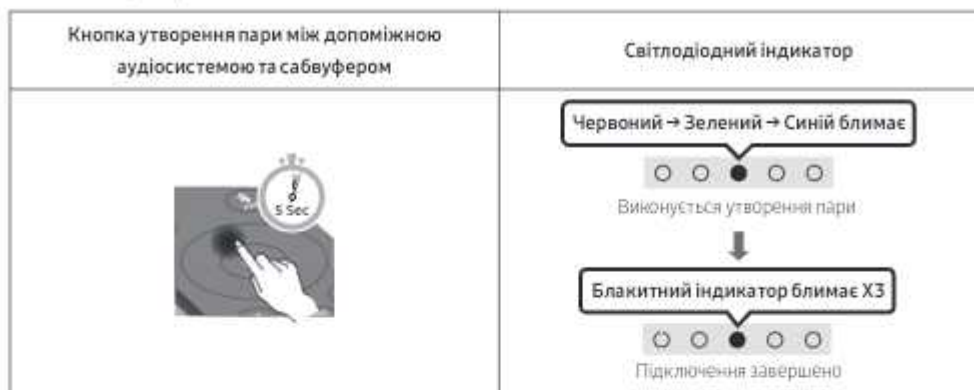 Кнопка утворення пари між допоміжною
аудіосистемою та сабвуфером
Світлодіодний індикатор
5 Sec
Червоний → Зелений → Синій блимає
Виконується утворення пари
Блакитний індикатор блимає X3
Підключення завершено